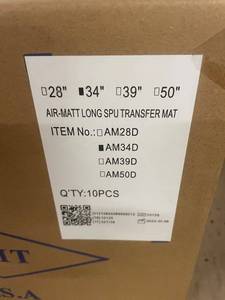 □28" ■34" □39" □50"
AIR-MATT LONG SPU TRANSFER MAT
ITEM No.:□AM28D
■AM34D
□AM39D
□AM50D
Q'TY:10PCS